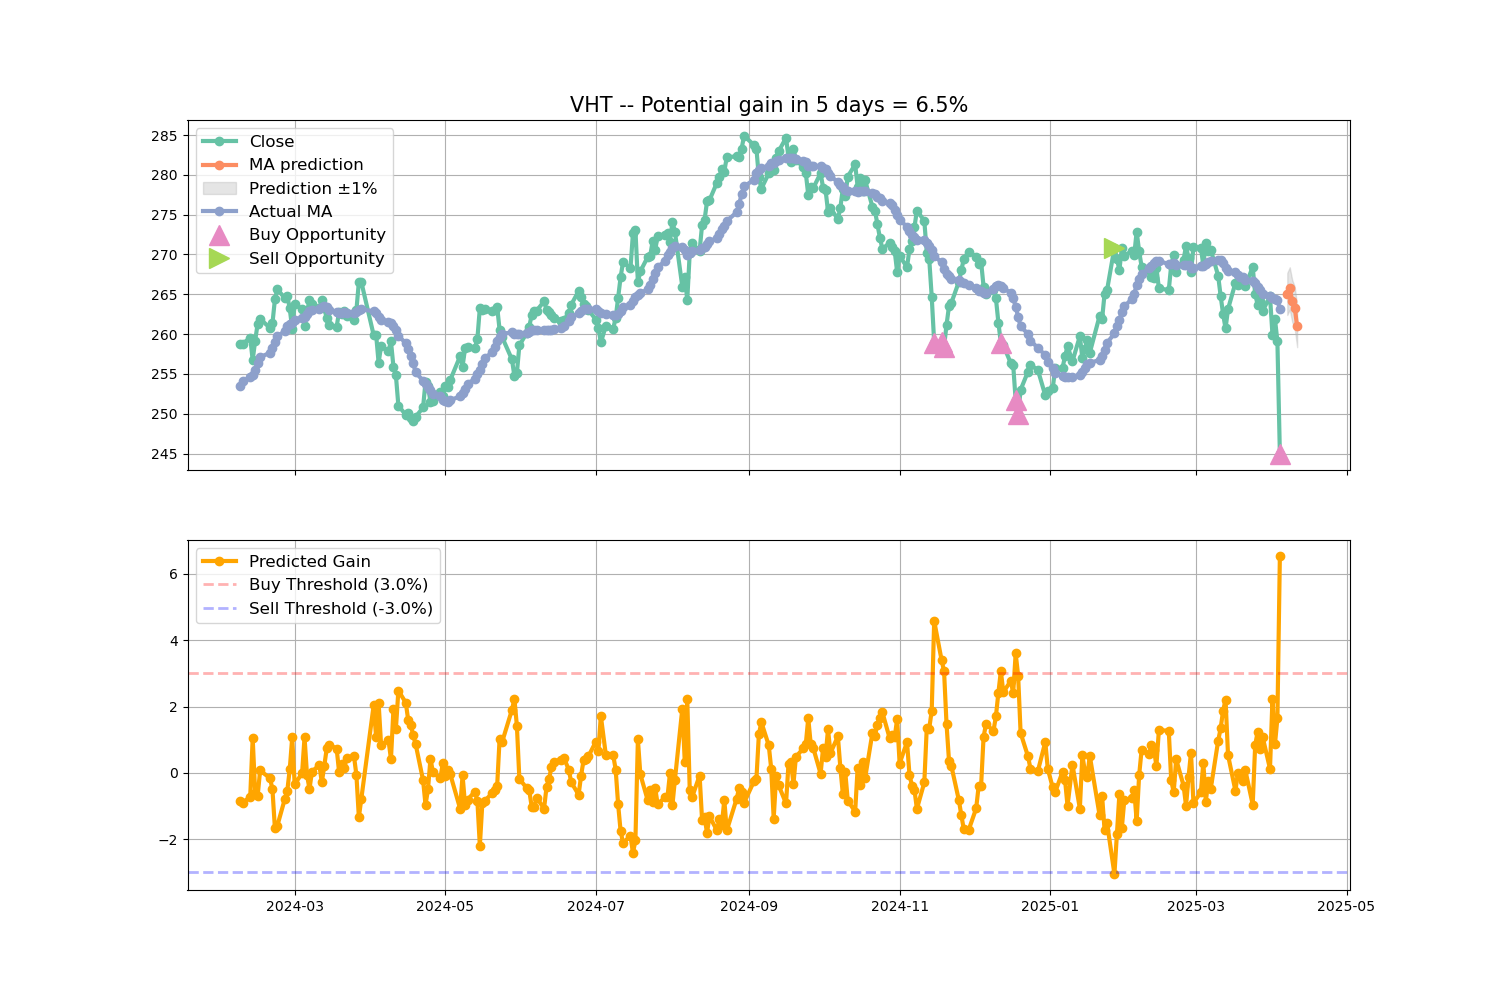 VHT -- Potential gain in 5 days = 6.5%
Close
MA prediction
Prediction ±1%
Actual MA
Buy Opportunity
Sell Opportunity
285
280
275
270
265
260
255
250
245
Predicted Gain
Buy Threshold (3.0%)
Sell Threshold (-3.0%)
6
4
2
0
−2
2024-03 2024-05 2024-07 2024-09 2024-11 2025-01 2025-03 2025-05